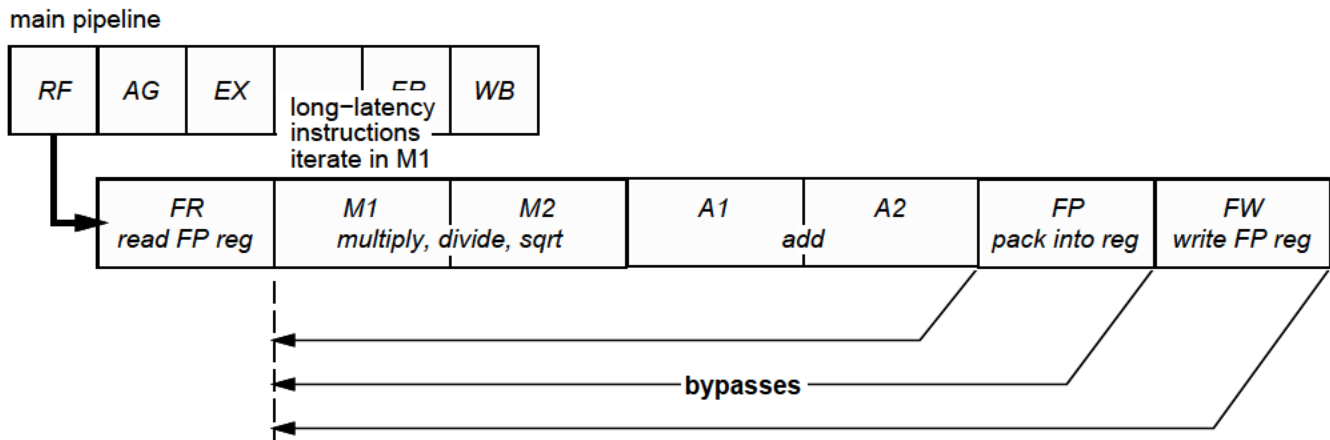 main pipeline
RF AG EX WB
long−latency
instructions
iterate in M1
FR M1 M2 A1 A2 FP FW
read FP reg multiply, divide, sqrt add pack into reg write FP reg
bypasses